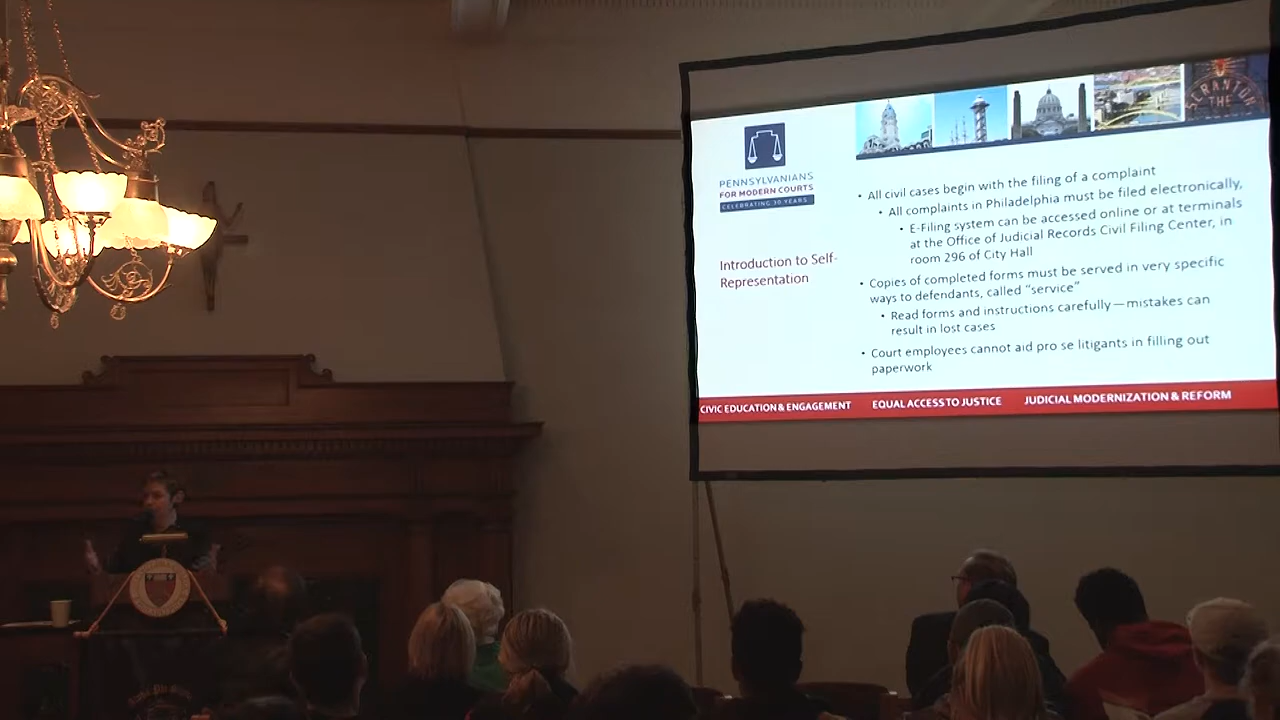 SCRANTON
THE
PENNSYLVANIANS
FOR MODERN COURTS
CELEBRATING 30 YEARS
Introduction to Self-
Representation
• All civil cases begin with the filing of a complaint
• All complaints in Philadelphia must be filed electronically,
• E-Filing system can be accessed online or at terminals
at the Office of Judicial Records Civil Filing Center, in
room 296 of City Hall
• Copies of completed forms must be served in very specific
ways to defendants, called “service”
• Read forms and instructions carefully—mistakes can
result in lost cases
• Court employees cannot aid pro se litigants in filling out
paperwork
CIVIC EDUCATION & ENGAGEMENT EQUAL ACCESS TO JUSTICE JUDICIAL MODERNIZATION & REFORM